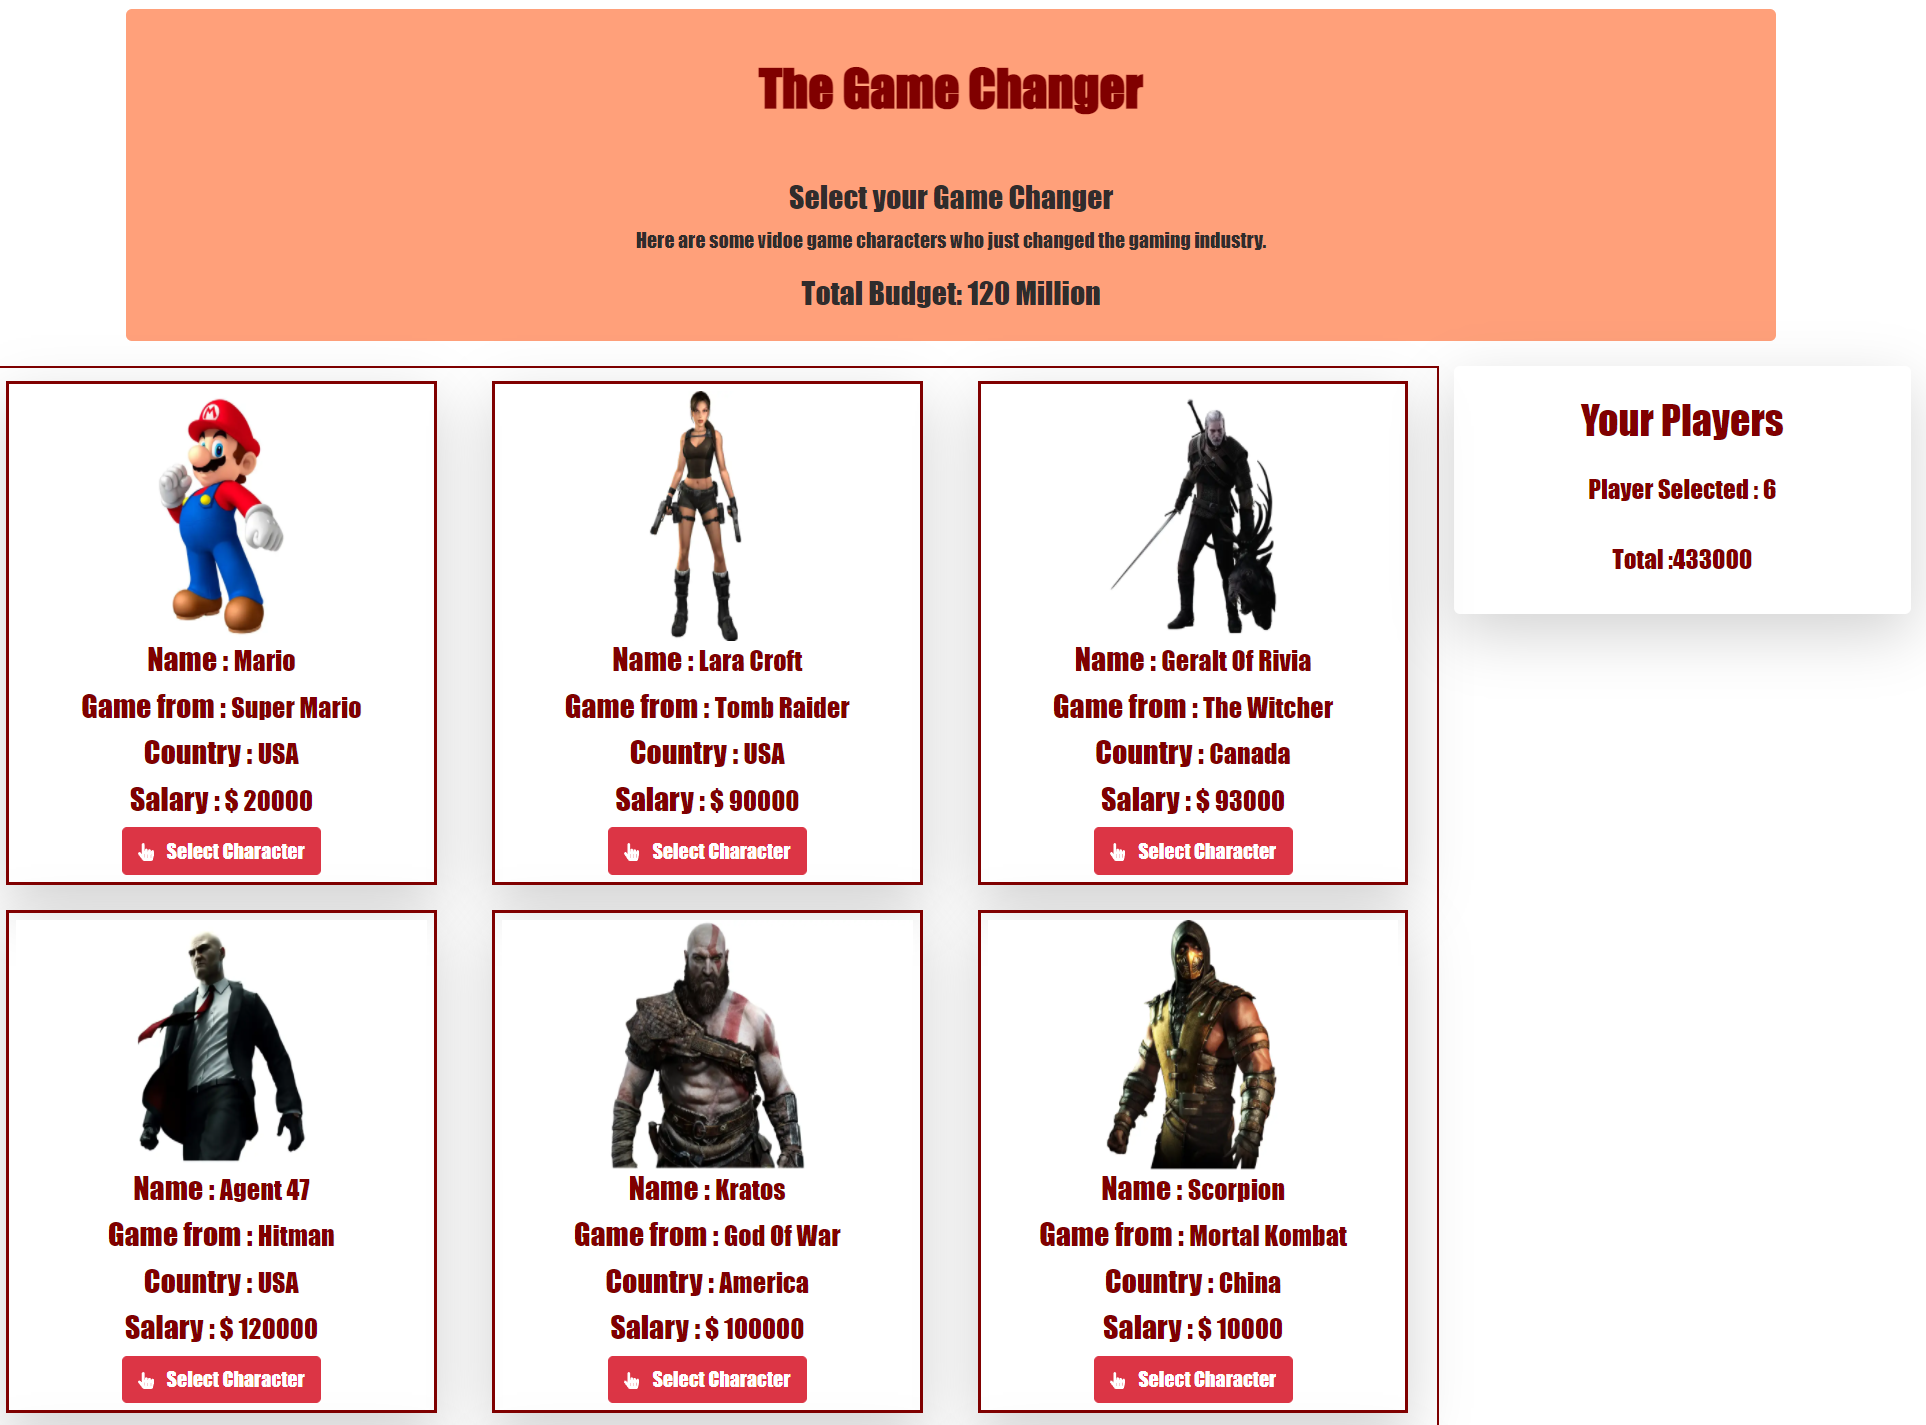 The Game Changer
Select your Game Changer
Here are some vidoe game characters who just changed the gaming industry.
Total Budget: 120 Million
M
Name : Mario
Game from : Super Mario
Country : USA
Salary : $ 20000
Select Character
Name : Lara Croft
Game from : Tomb Raider
Country : USA
Salary : $ 90000
Select Character
Name : Geralt Of Rivia
Game from : The Witcher
Country : Canada
Salary : $ 93000
Select Character
Name : Agent 47
Game from : Hitman
Country : USA
Salary : $ 120000
Select Character
Name : Kratos
Game from : God Of War
Country : America
Salary : $ 100000
Select Character
Name : Scorpion
Game from : Mortal Kombat
Country : China
Salary : $ 10000
Select Character
Your Players
Player Selected : 6
Total :433000